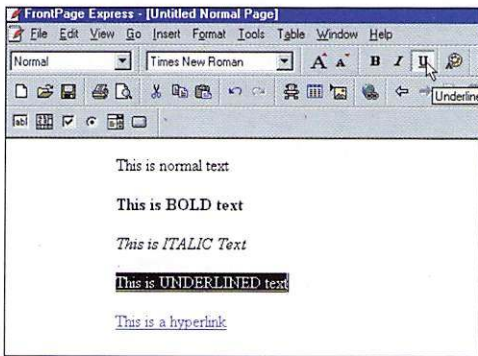 FrontPage Express - [Untitled Normal Page]
File Edit View Go Insert Format Tools Table Window Help
Normal Times New Roman A A B I U
Underline
This is normal text
This is BOLD text
This is ITALIC Text
This is UNDERLINED text
This is a hyperlink